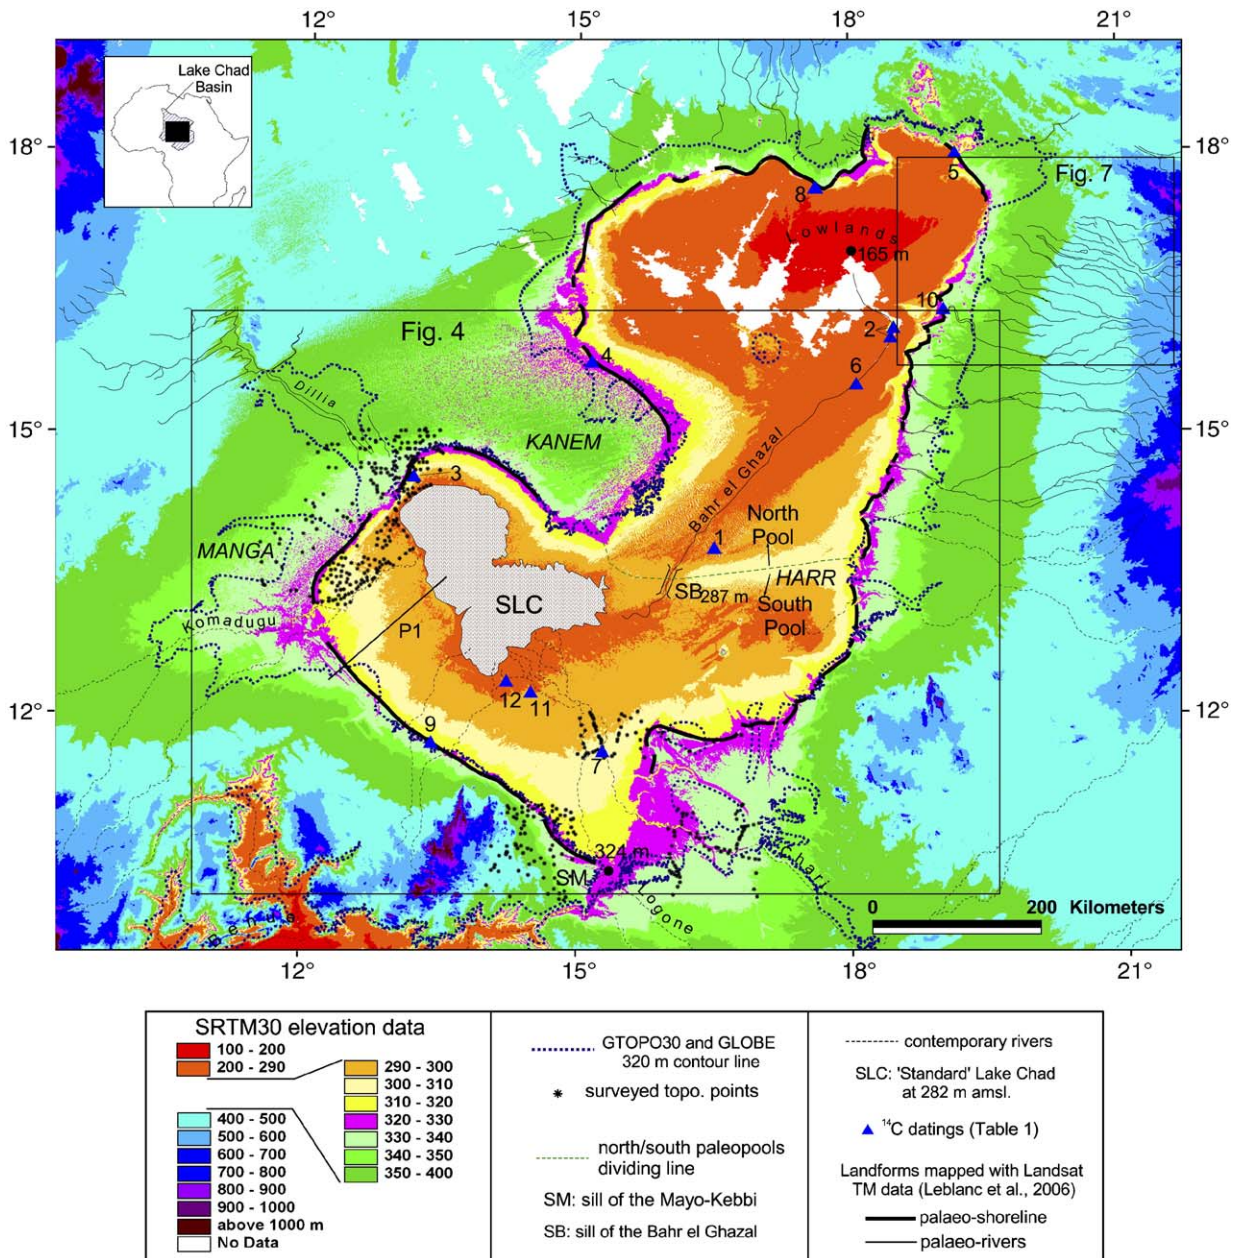 12° 15° 18° 21°
Lake Chad
Basin
18° 18°
5 Fig. 7
8
Lowlands
165 m
10
Fig. 4 2
4
6
Dillia
15° 15°
KANEM
3
Bahr el Ghazal
North
Pool
1
MANGA
HARR
SB 287 m
SLC
South
Pool
Komadugu
P1
12 11
12° 12°
9
7
324 m
SM
Chari
Logone
Benue
0 200 Kilometers
12° 15° 18° 21°
SRTM30 elevation data
100 - 200
200 - 290
400 - 500
500 - 600
600 - 700
700 - 800
800 - 900
900 - 1000
above 1000 m
No Data
290 - 300
300 - 310
310 - 320
320 - 330
330 - 340
340 - 350
350 - 400
GTOPO30 and GLOBE
320 m contour line
surveyed topo. points
north/south paleopools
dividing line
SM: sill of the Mayo-Kebbi
SB: sill of the Bahr el Ghazal
contemporary rivers
SLC: 'Standard' Lake Chad
at 282 m amsl.
¹⁴C datings (Table 1)
Landforms mapped with Landsat
TM data (Leblanc et al., 2006)
palaeo-shoreline
palaeo-rivers